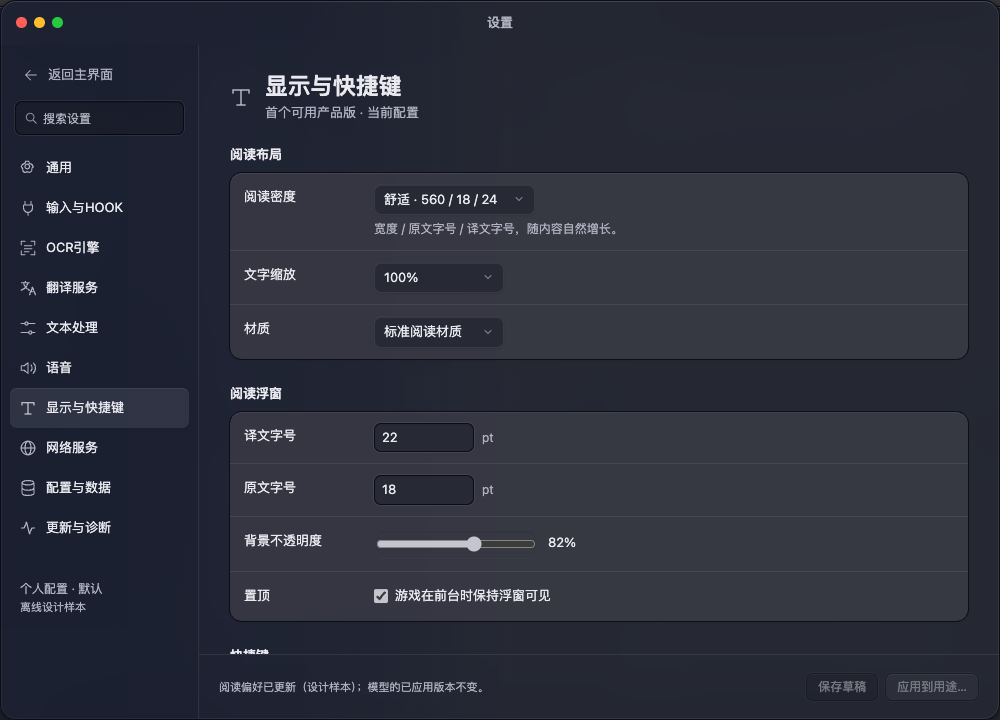 设置
返回主界面
搜索设置
通用
输入与HOOK
OCR引擎
翻译服务
文本处理
语音
显示与快捷键
网络服务
配置与数据
更新与诊断
个人配置 · 默认
离线设计样本
显示与快捷键
首个可用产品版 · 当前配置
阅读布局
阅读密度
舒适 · 560 / 18 / 24
宽度 / 原文字号 / 译文字号，随内容自然增长。
文字缩放
100%
材质
标准阅读材质
阅读浮窗
译文字号
22 pt
原文字号
18 pt
背景不透明度
82%
置顶
游戏在前台时保持浮窗可见
快捷键
阅读偏好已更新（设计样本）；模型的已应用版本不变。
保存草稿
应用到用途...